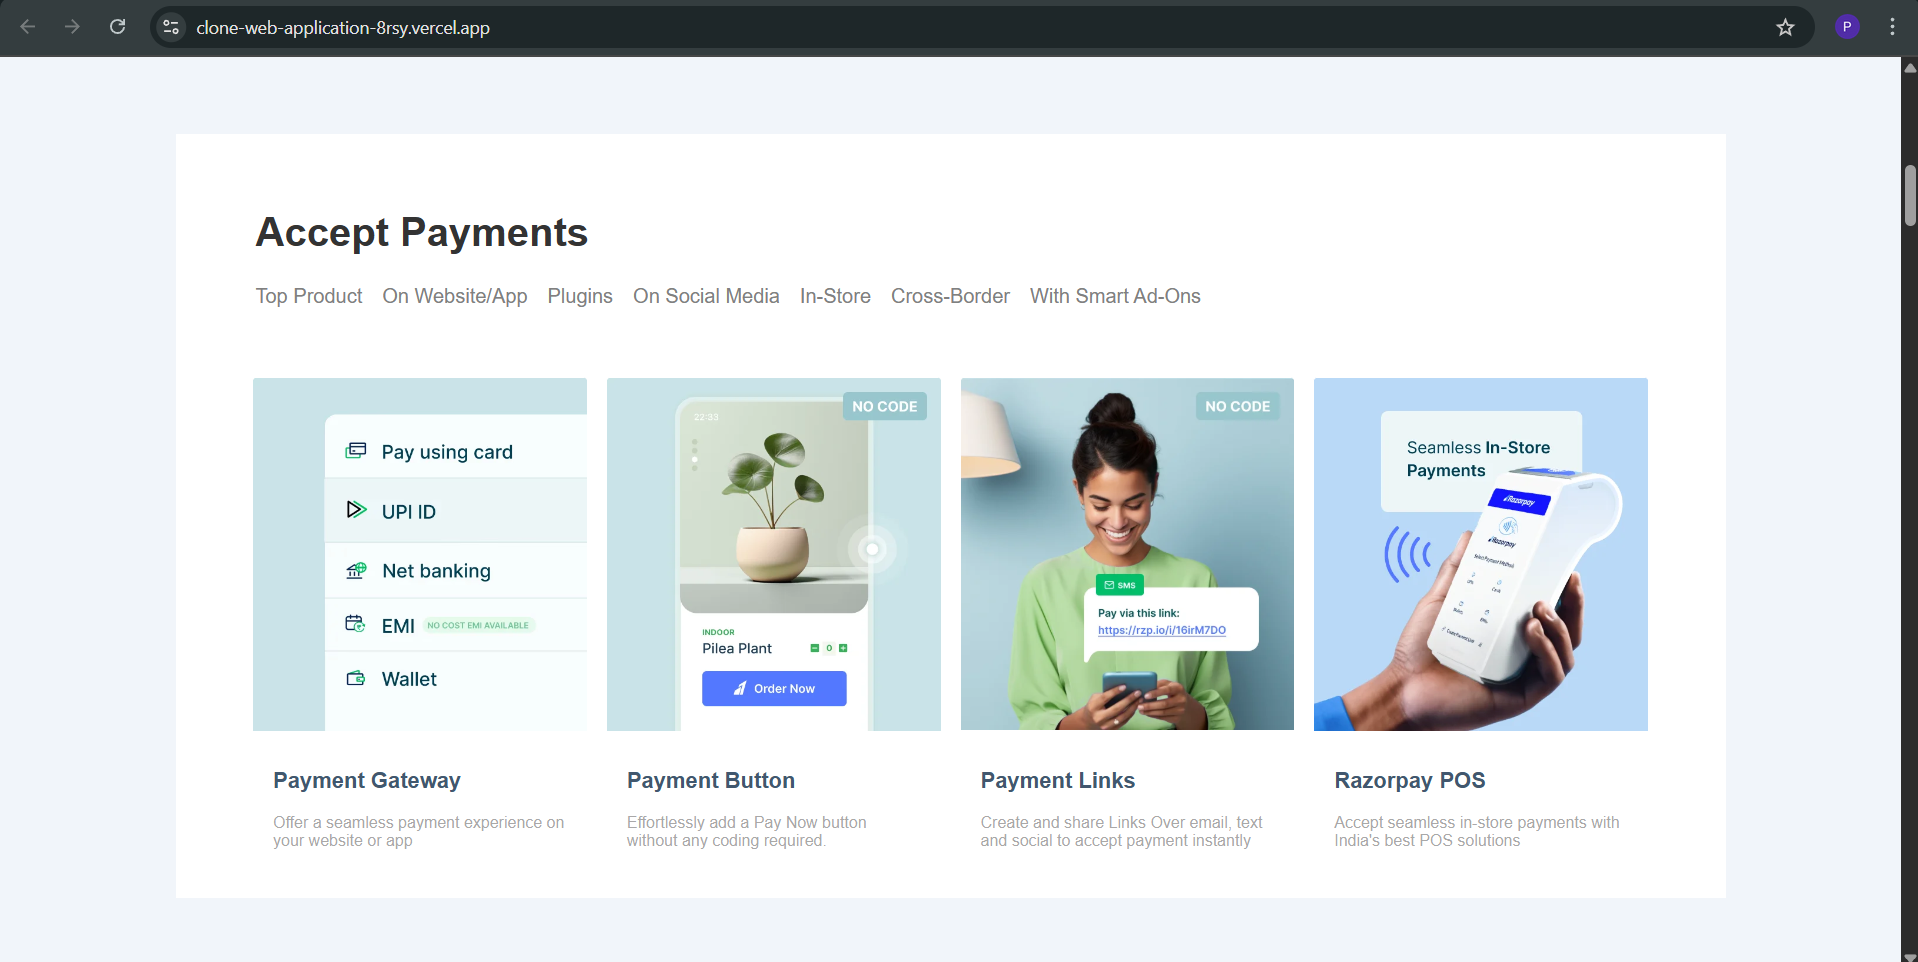 clone-web-application-8rsy.vercel.app
P
Accept Payments
Top Product On Website/App Plugins On Social Media In-Store Cross-Border With Smart Ad-Ons
Pay using card
UPI ID
Net banking
EMI NO COST EMI AVAILABLE
Wallet
22:33
NO CODE
INDOOR
Pilea Plant
0
Order Now
NO CODE
SMS
Pay via this link:
https://rzp.io/i/16irM7DO
Seamless In-Store
Payments
Razorpay
Razorpay
Payment Gateway
Offer a seamless payment experience on
your website or app
Payment Button
Effortlessly add a Pay Now button
without any coding required.
Payment Links
Create and share Links Over email, text
and social to accept payment instantly
Razorpay POS
Accept seamless in-store payments with
India's best POS solutions